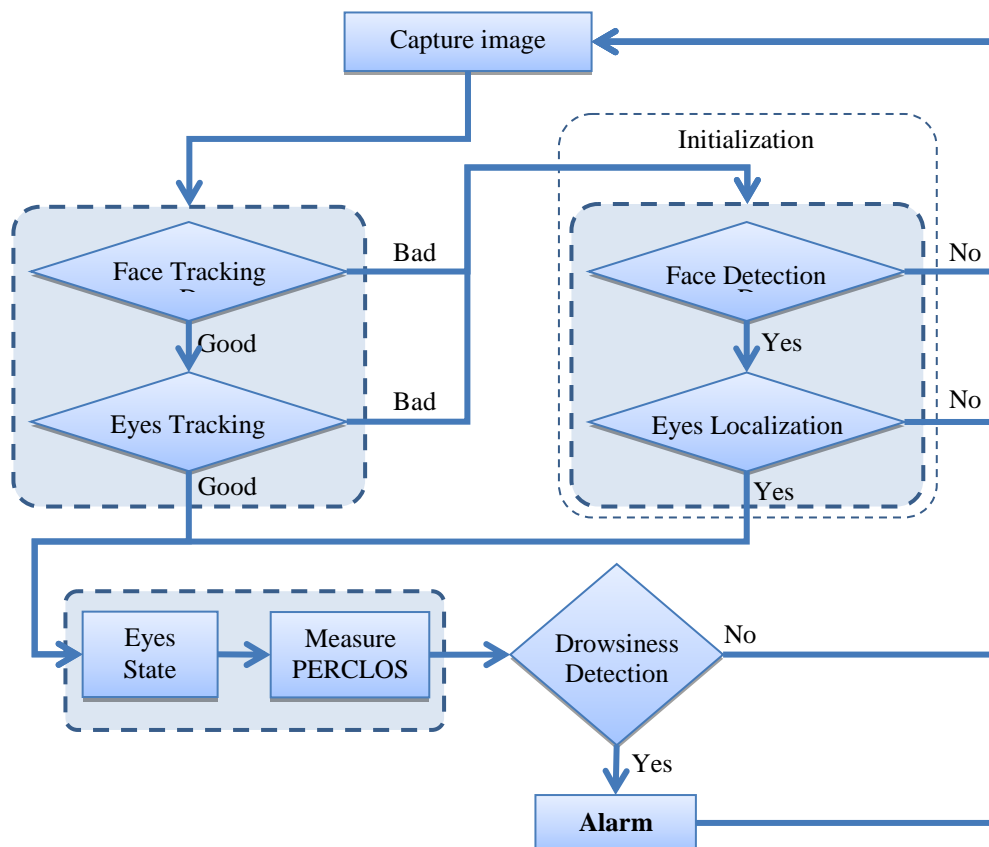 Capture image
Initialization
Face Tracking
Bad
Face Detection
No
Good
Yes
Eyes Tracking
Bad
Eyes Localization
No
Good
Yes
Eyes
State
Measure
PERCLOS
Drowsiness
Detection
No
Yes
Alarm